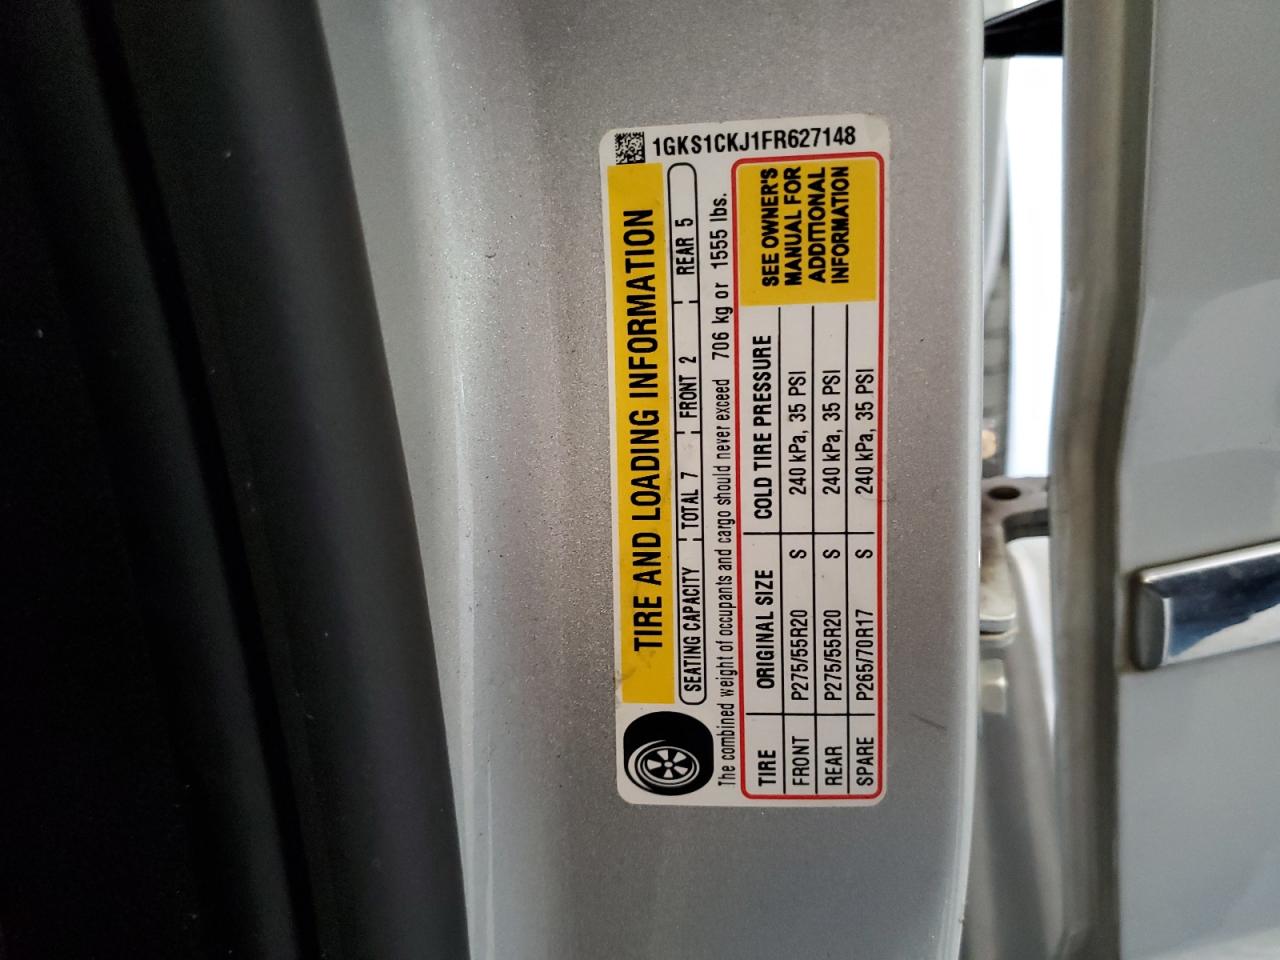 1GKS1CKJ1FR627148
TIRE AND LOADING INFORMATION
SEATING CAPACITY TOTAL 7 FRONT 2 REAR 5
The combined weight of occupants and cargo should never exceed 706 kg or 1555 lbs.
TIRE ORIGINAL SIZE COLD TIRE PRESSURE
FRONT P275/55R20 S 240 kPa, 35 PSI
REAR P275/55R20 S 240 kPa, 35 PSI
SPARE P265/70R17 S 240 kPa, 35 PSI
SEE OWNER'S
MANUAL FOR
ADDITIONAL
INFORMATION